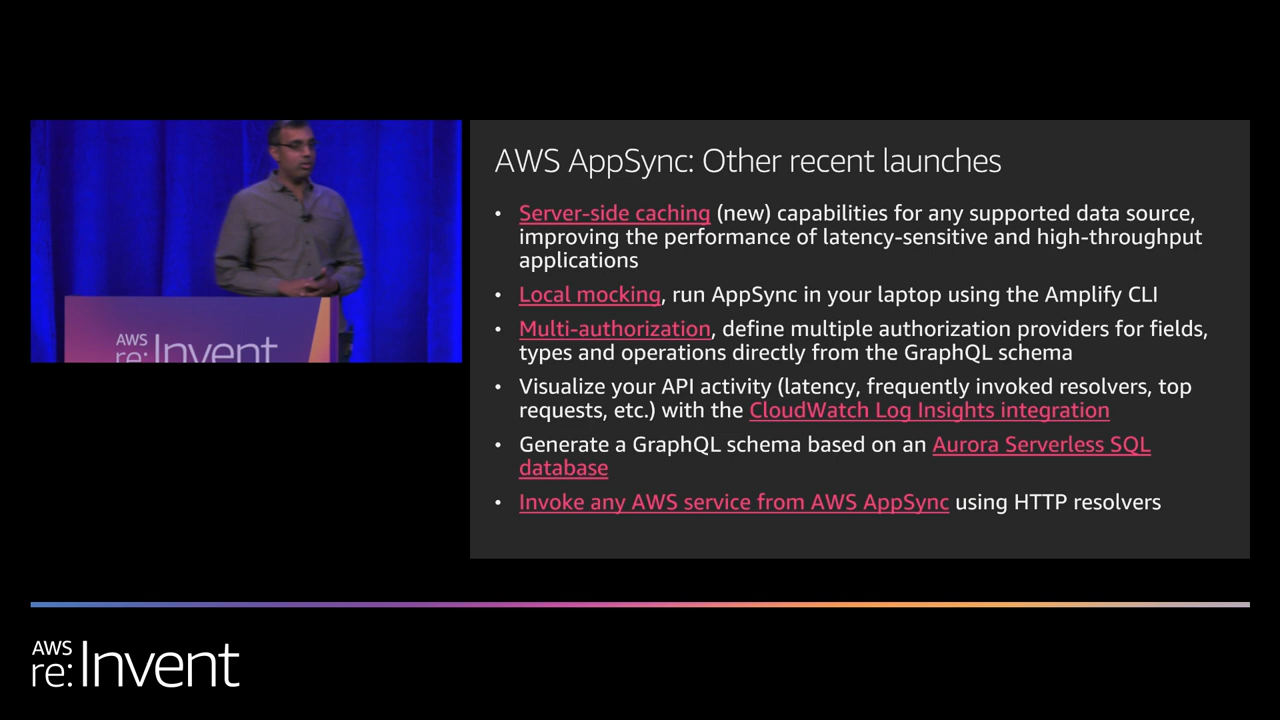 AWS AppSync: Other recent launches
• Server-side caching (new) capabilities for any supported data source,
improving the performance of latency-sensitive and high-throughput
applications
• Local mocking, run AppSync in your laptop using the Amplify CLI
• Multi-authorization, define multiple authorization providers for fields,
types and operations directly from the GraphQL schema
• Visualize your API activity (latency, frequently invoked resolvers, top
requests, etc.) with the CloudWatch Log Insights integration
• Generate a GraphQL schema based on an Aurora Serverless SQL
database
• Invoke any AWS service from AWS AppSync using HTTP resolvers
AWS
re:Invent
AWS
re:Invent